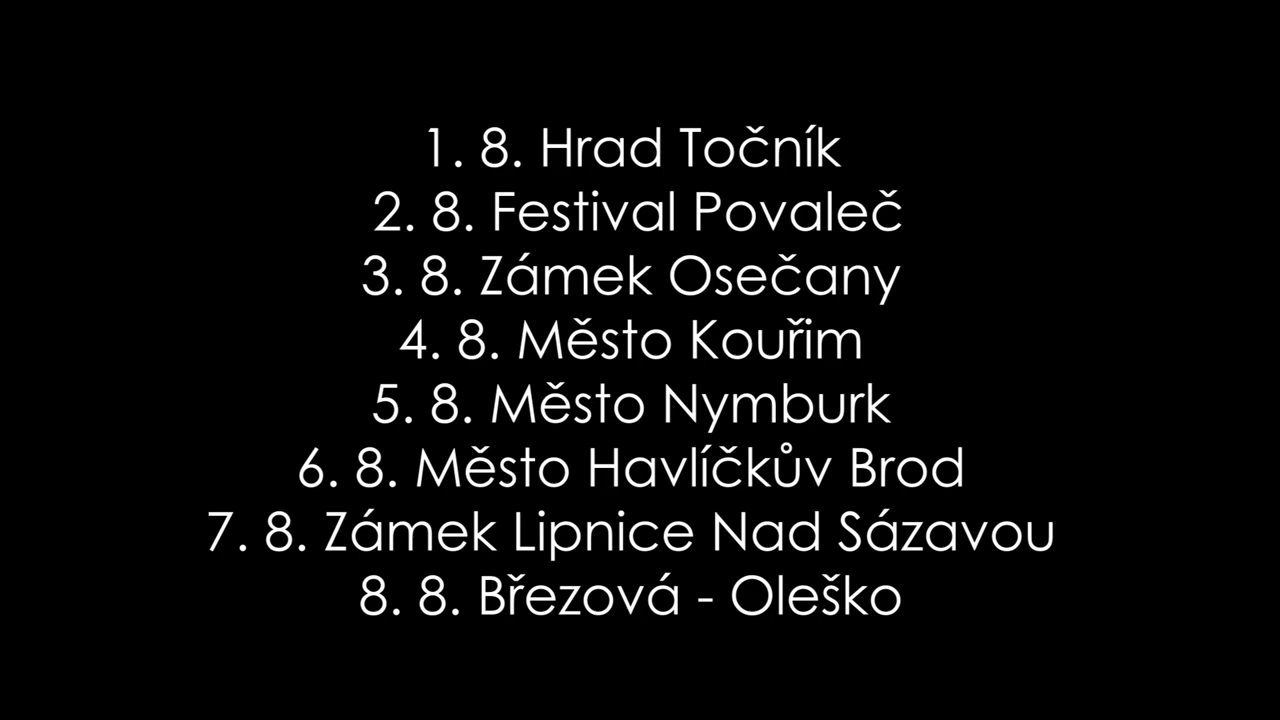 1. 8. Hrad Točník
2. 8. Festival Povaleč
3. 8. Zámek Osečany
4. 8. Město Kouřim
5. 8. Město Nymburk
6. 8. Město Havlíčkův Brod
7. 8. Zámek Lipnice Nad Sázavou
8. 8. Březová - Oleško